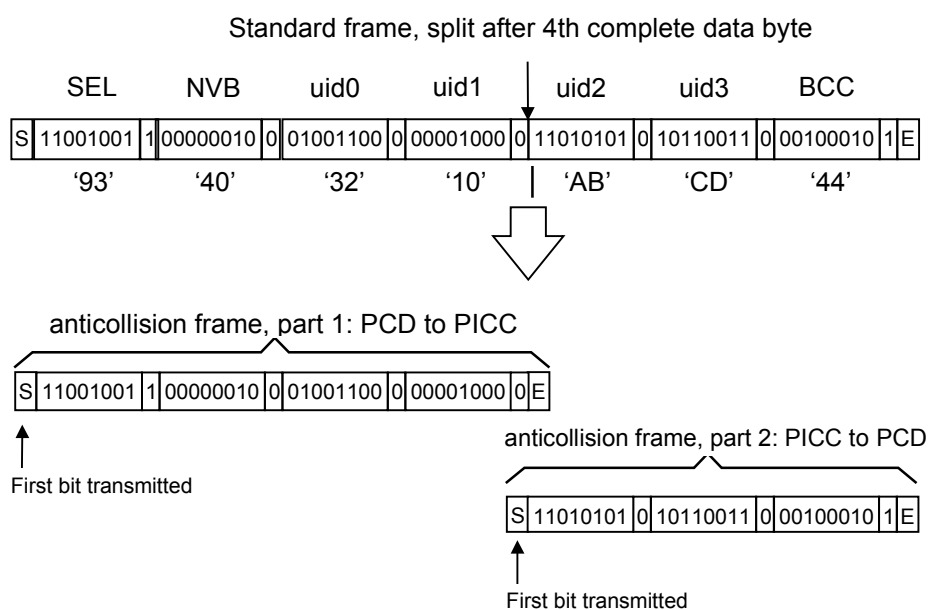 Standard frame, split after 4th complete data byte
SEL NVB uid0 uid1 uid2 uid3 BCC
S 11001001 1 00000010 0 01001100 0 00001000 0 11010101 0 10110011 0 00100010 1 E
‘93’ ‘40’ ‘32’ ‘10’ ‘AB’ ‘CD’ ‘44’
anticollision frame, part 1: PCD to PICC
S 11001001 1 00000010 0 01001100 0 00001000 0 E
First bit transmitted
anticollision frame, part 2: PICC to PCD
S 11010101 0 10110011 0 00100010 1 E
First bit transmitted